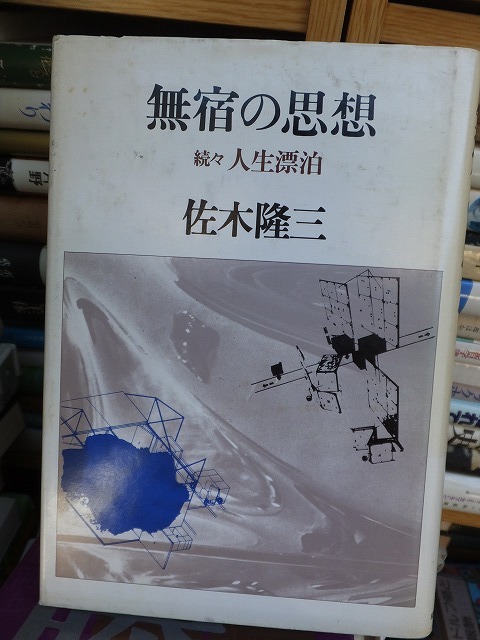 無宿の思想
続々 人生漂泊
佐木隆三